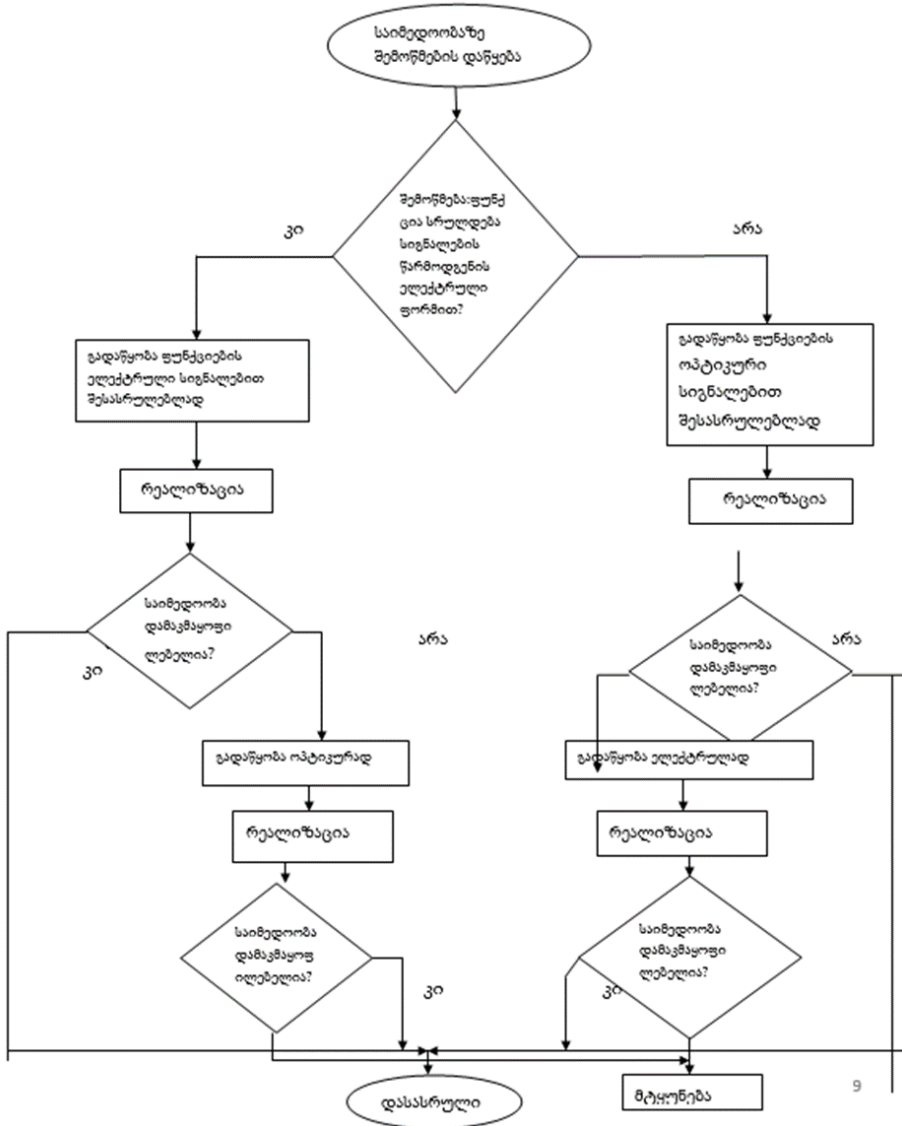 საიმედოობაზე
შემოწმების დაწყება
შემოწმება:ფუნქ
ცია სრულდება
სიგნალების
წარმოდგენის
ელექტრული
ფორმით?
კი
არა
გადაწყობა ფუნქციების
ელექტრული სიგნალებით
შესასრულებლად
გადაწყობა ფუნქციების
ოპტიკური
სიგნალებით
შესასრულებლად
რეალიზაცია
რეალიზაცია
საიმედოობა
დამაკმაყოფი
ლებელია?
კი
არა
საიმედოობა
დამაკმაყოფი
ლებელია?
არა
გადაწყობა ოპტიკურად
გადაწყობა ელექტრულად
რეალიზაცია
რეალიზაცია
საიმედოობა
დამაკმაყოფ
ილებელია?
კი
საიმედოობა
დამაკმაყოფი
ლებელია?
კი
დასასრული
მტყუნება
9